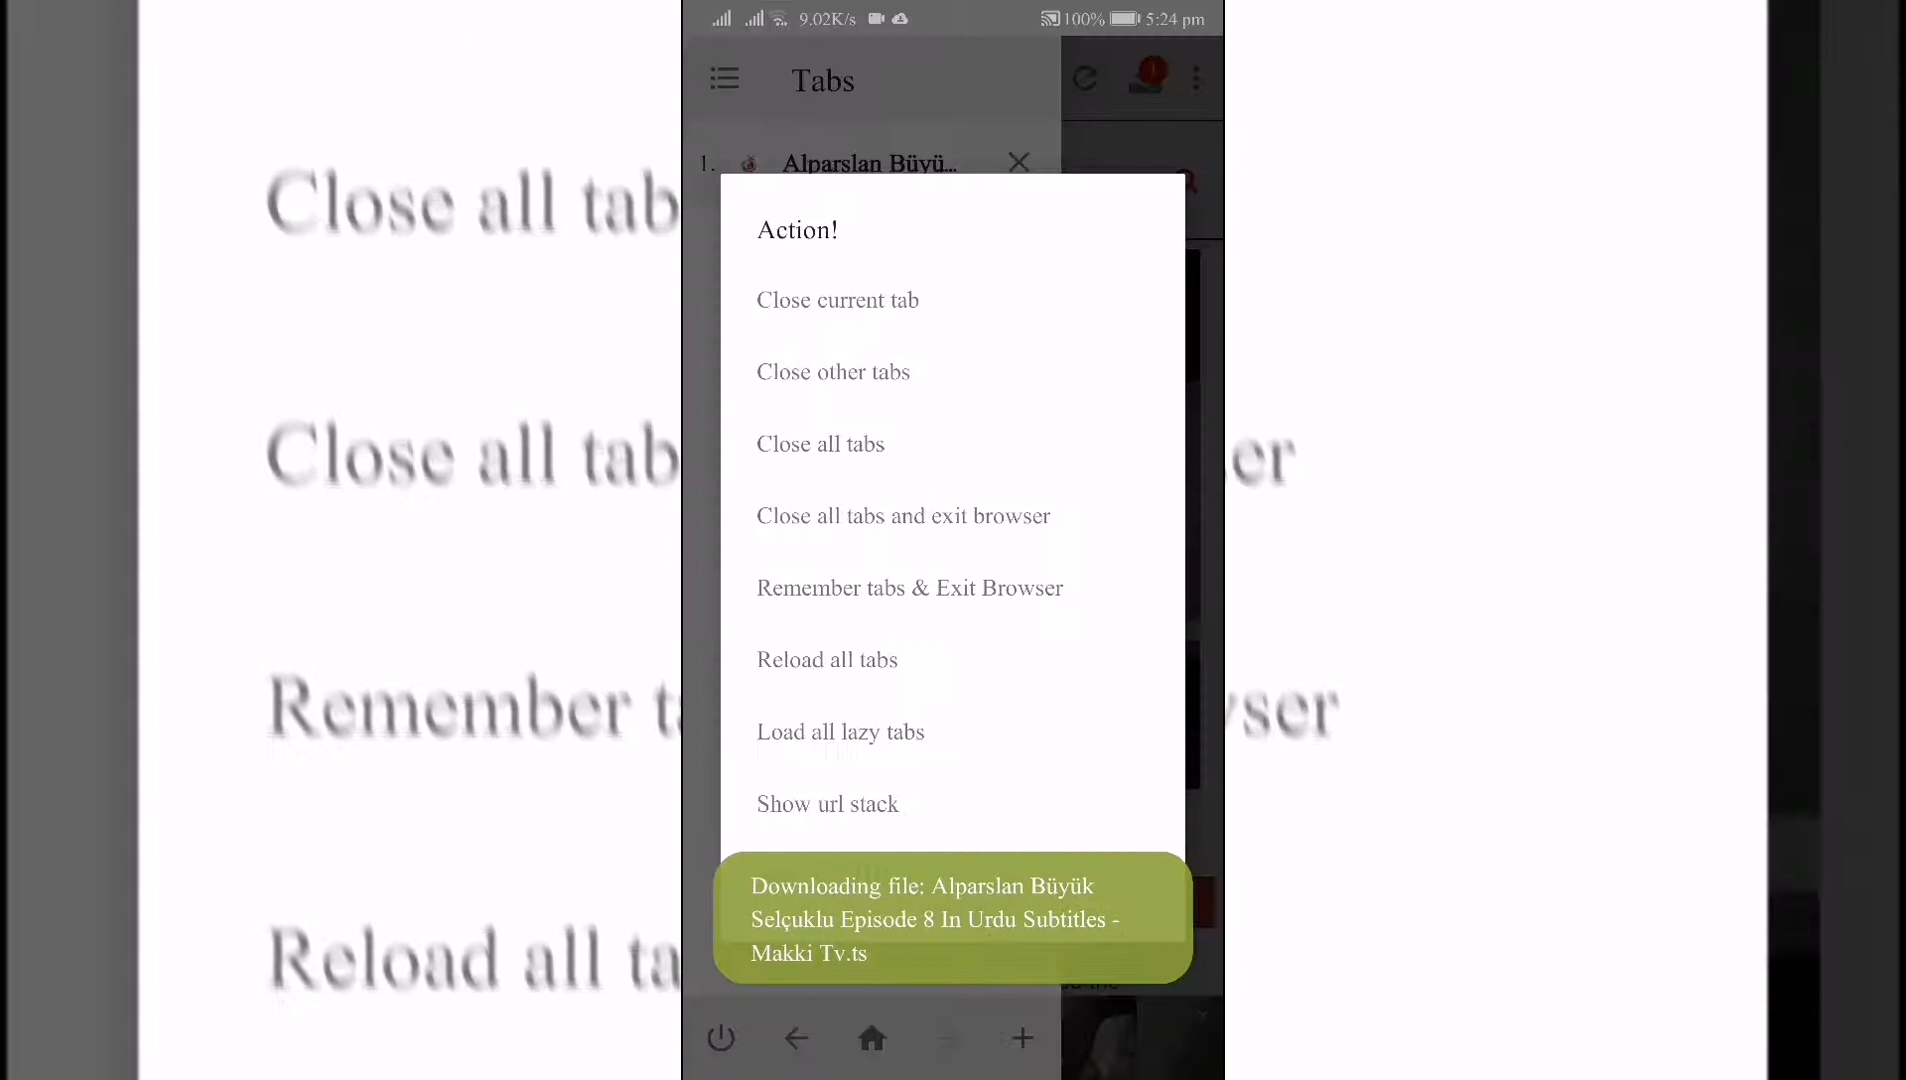 9.02K/s
100%
5:24 pm
Tabs
1. Alparslan Büyü...
Action!
Close current tab
Close other tabs
Close all tabs
Close all tabs and exit browser
Remember tabs & Exit Browser
Reload all tabs
Load all lazy tabs
Show url stack
Downloading file: Alparslan Büyük
Selçuklu Episode 8 In Urdu Subtitles -
Makki Tv.ts
Close all tab
Close all tab
er
Remember ta
ser
Reload all ta